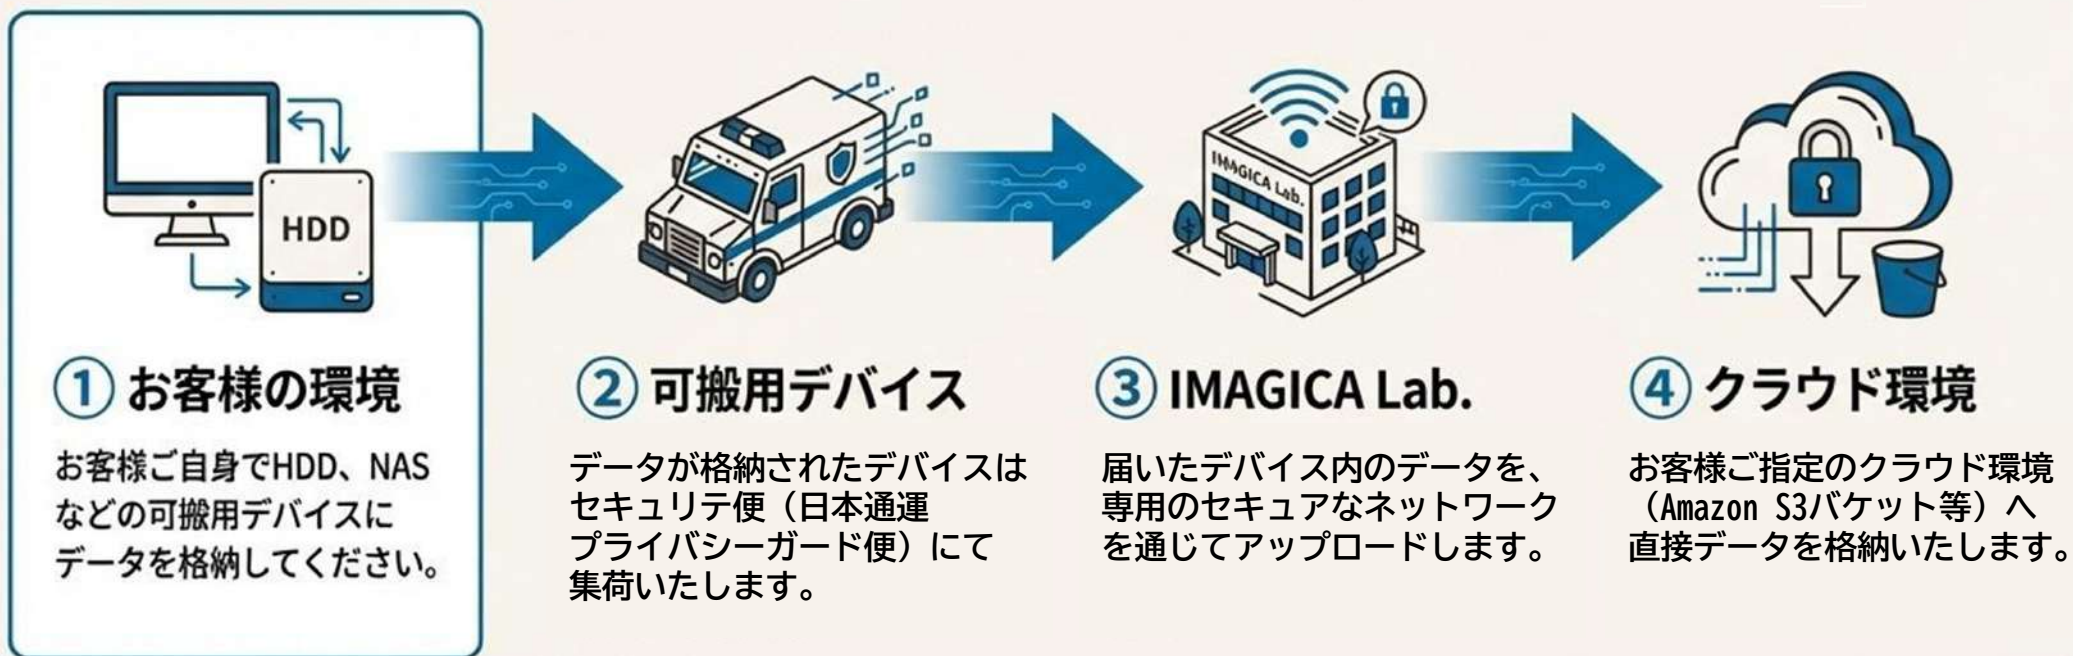 HDD
IMAGICA Lab.
① お客様の環境
お客様ご自身でHDD、NAS
などの可搬用デバイスに
データを格納してください。
② 可搬用デバイス
データが格納されたデバイスは
セキュリテ便（日本通運
プライバシーガード便）にて
集荷いたします。
③ IMAGICA Lab.
届いたデバイス内のデータを、
専用のセキュアなネットワーク
を通じてアップロードします。
④ クラウド環境
お客様ご指定のクラウド環境
（Amazon S3バケット等）へ
直接データを格納いたします。